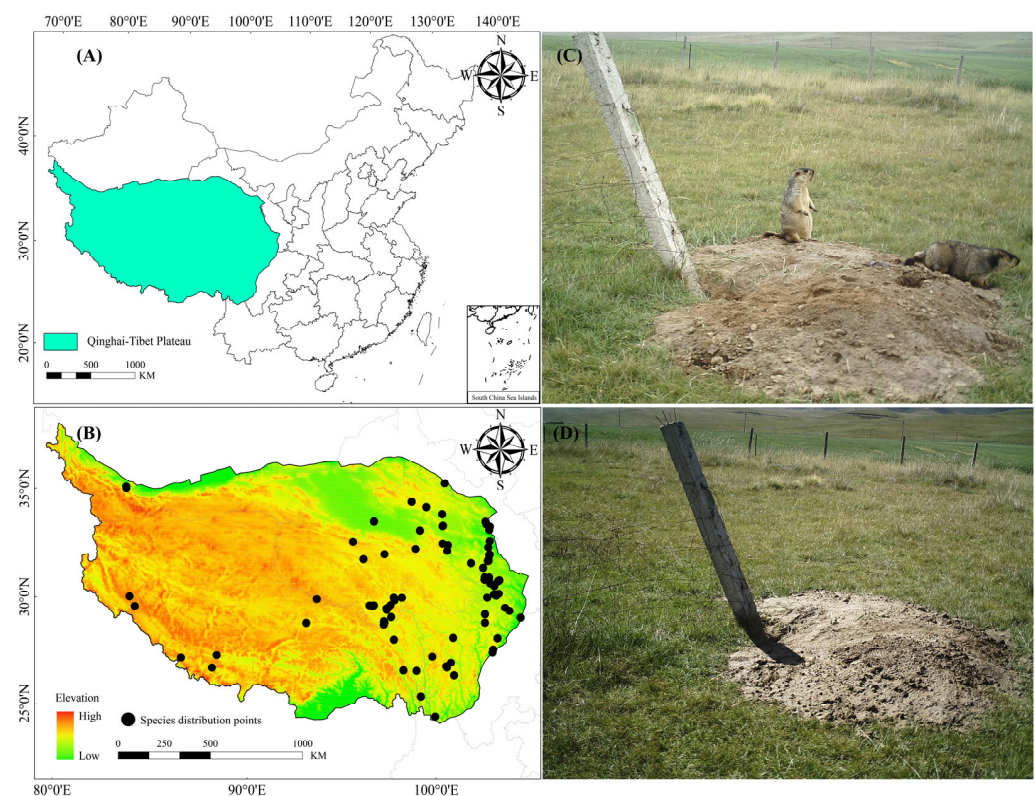 70°0'E 80°0'E 90°0'E 100°0'E 110°0'E 120°0'E 130°0'E 140°0'E
(A)
N
W E
S
40°0'N
30°0'N
20°0'N
Qinghai-Tibet Plateau
0 500 1000
KM
South China Sea Islands
(C)
(B)
N
W E
S
35°0'N
30°0'N
25°0'N
Elevation
High
Low
Species distribution points
0 250 500 1000
KM
80°0'E 90°0'E 100°0'E
(D)